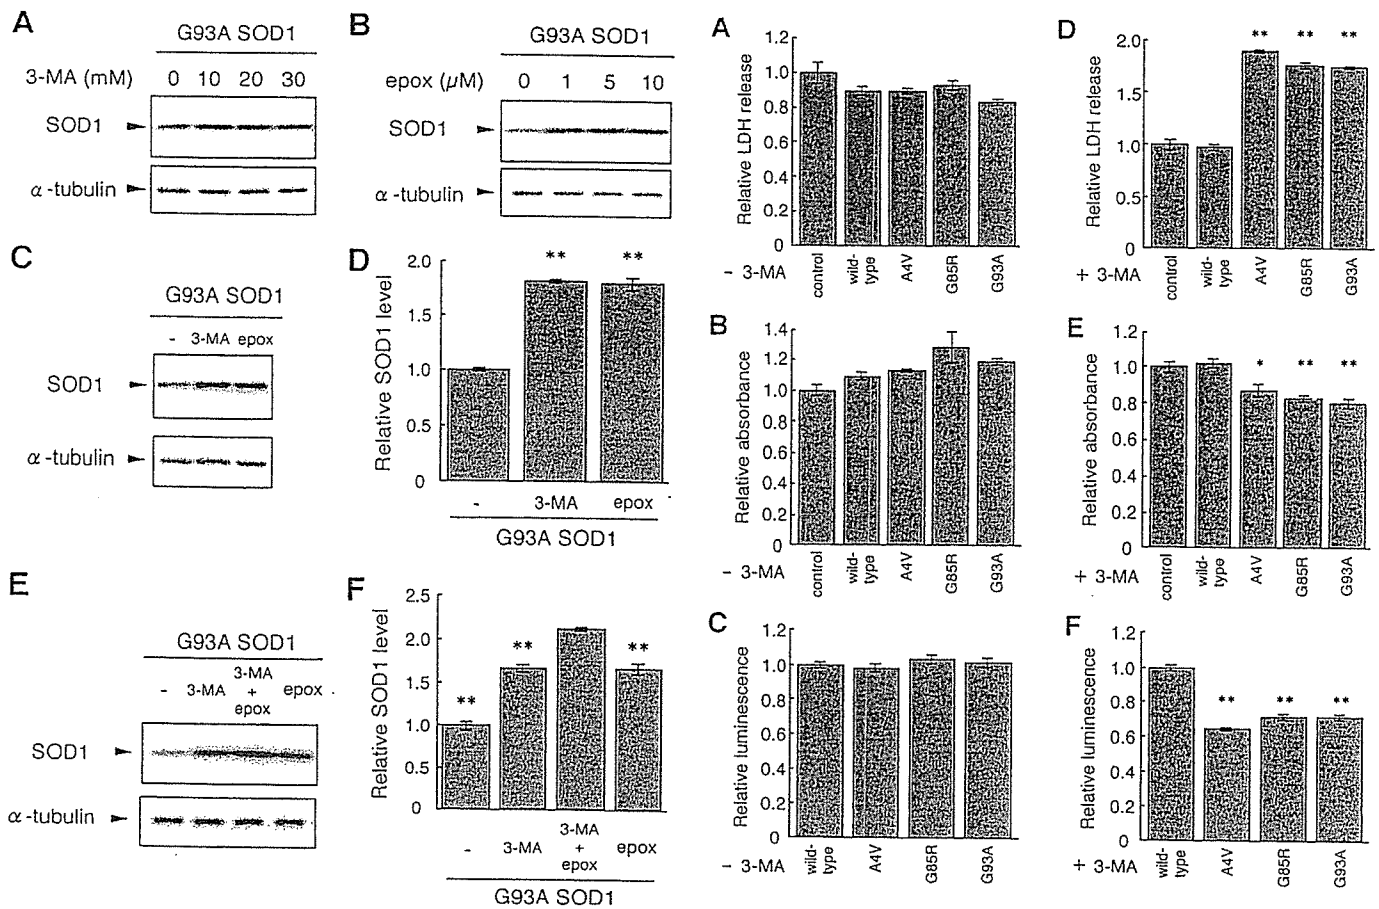 A
G93A SOD1
3-MA (mM) 0 10 20 30
SOD1
α-tubulin
B
G93A SOD1
epox (μM) 0 1 5 10
SOD1
α-tubulin
C
G93A SOD1
- 3-MA epox
SOD1
α-tubulin
D
Relative SOD1 level
2.0
1.5
1.0
0.5
0
** **
- 3-MA epox
G93A SOD1
E
G93A SOD1
- 3-MA 3-MA + epox epox
SOD1
α-tubulin
F
Relative SOD1 level
2.5
2.0
1.5
1.0
0.5
0
** ** **
- 3-MA 3-MA + epox epox
G93A SOD1
A
Relative LDH release
1.2
1.0
0.8
0.6
0.4
0.2
0
- 3-MA control wild-type A4V G85R G93A
B
Relative absorbance
1.4
1.2
1.0
0.8
0.6
0.4
0.2
0
- 3-MA control wild-type A4V G85R G93A
C
Relative luminescence
1.2
1.0
0.8
0.6
0.4
0.2
0
- 3-MA wild-type A4V G85R G93A
D
Relative LDH release
2.0
1.5
1.0
0.5
0
** ** **
+ 3-MA control wild-type A4V G85R G93A
E
Relative absorbance
1.2
1.0
0.8
0.6
0.4
0.2
0
* ** **
+ 3-MA control wild-type A4V G85R G93A
F
Relative luminescence
1.2
1.0
0.8
0.6
0.4
0.2
0
** ** **
+ 3-MA wild-type A4V G85R G93A